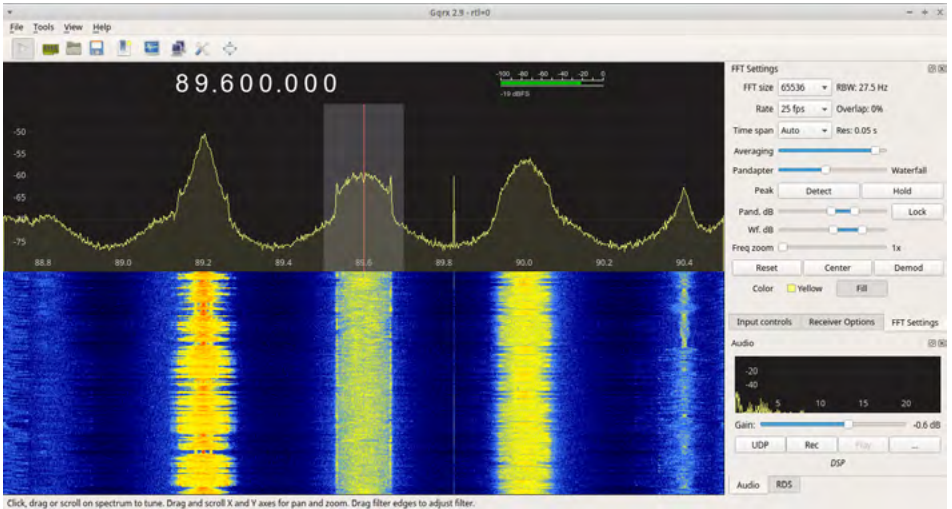 Gqrx 2.9 - rtl=0
File Tools View Help
89.600.000
-100 -80 -60 -40 -20 0
-19 dBFS
-50
-55
-60
-65
-70
-75
88.8 89.0 89.2 89.4 89.6 89.8 90.0 90.2 90.4
FFT Settings
FFT size 65536 RBW: 27.5 Hz
Rate 25 fps Overlap: 0%
Time span Auto Res: 0.05 s
Averaging
Pandapter Waterfall
Peak Detect Hold
Pand. dB Lock
Wf. dB
Freq zoom 1x
Reset Center Demod
Color Yellow Fill
Input controls Receiver Options FFT Settings
Audio
-20
-40
5 10 15 20
Gain: -0.6 dB
UDP Rec Play ...
DSP
Audio RDS
Click, drag or scroll on spectrum to tune. Drag and scroll X and Y axes for pan and zoom. Drag filter edges to adjust filter.